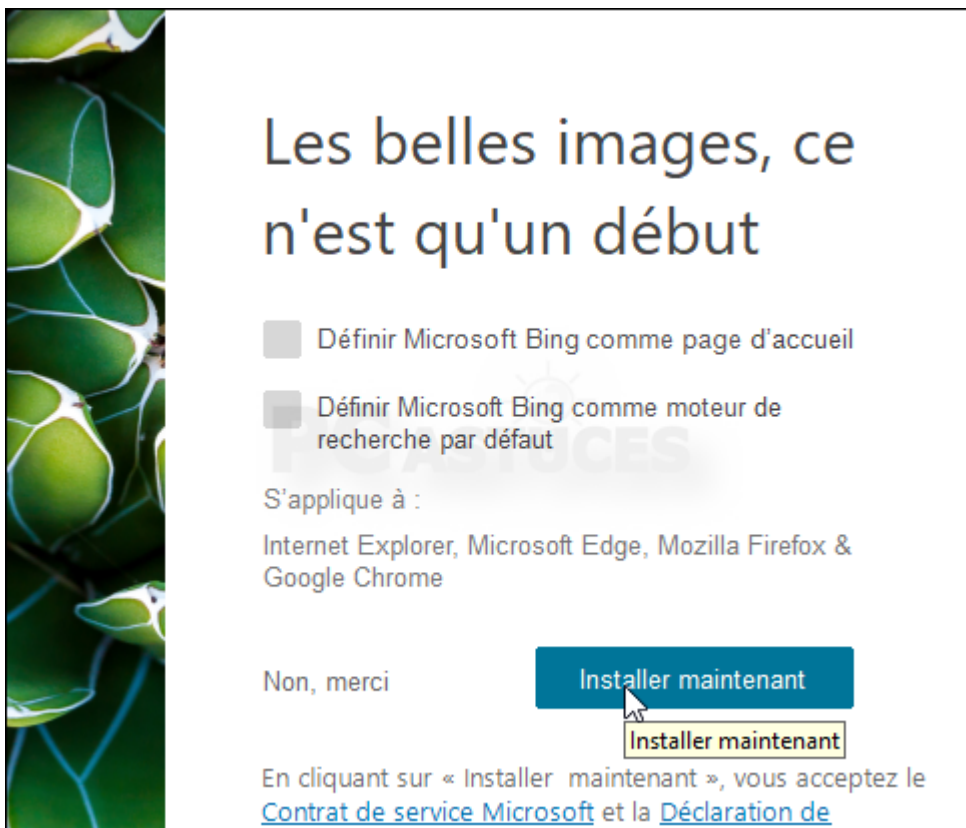 Les belles images, ce
n'est qu'un début
Définir Microsoft Bing comme page d’accueil
Définir Microsoft Bing comme moteur de
recherche par défaut
PC ASTUCES
S’applique à :
Internet Explorer, Microsoft Edge, Mozilla Firefox &
Google Chrome
Non, merci
Installer maintenant
Installer maintenant
En cliquant sur « Installer  maintenant », vous acceptez le
Contrat de service Microsoft et la Déclaration de